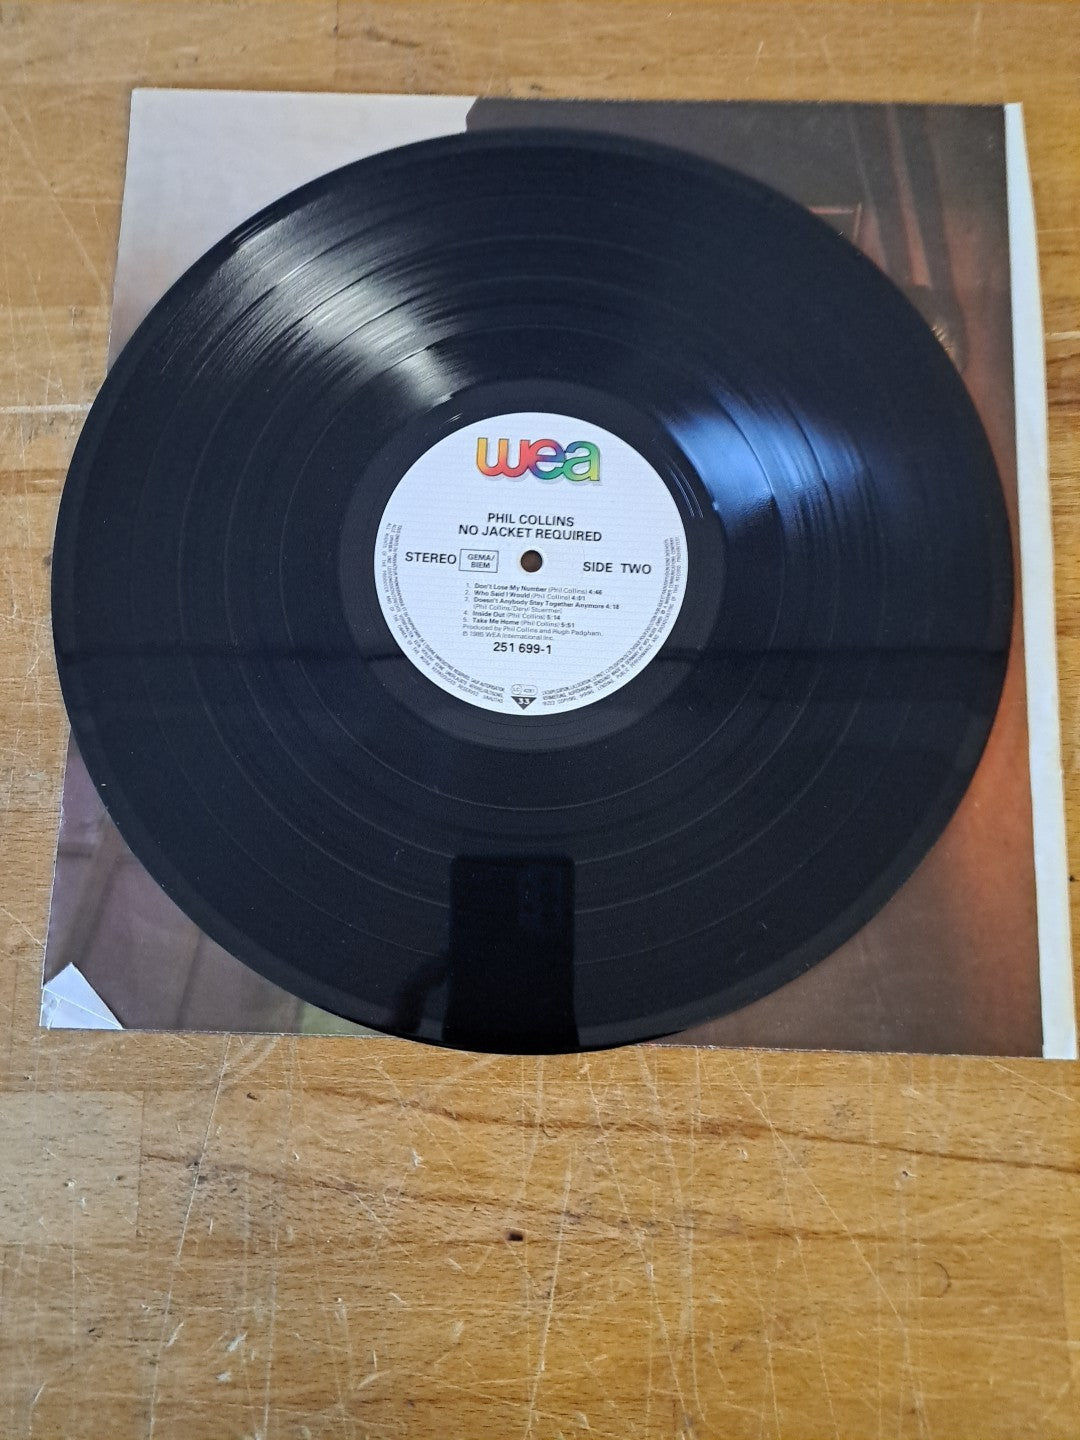 wea
PHIL COLLINS
NO JACKET REQUIRED
STEREO GEMA/ BIEM SIDE TWO
1. Don't Lose My Number (Phil Collins) 4:46
2. Who Said I Would (Phil Collins) 4:01
3. Doesn't Anybody Stay Together Anymore 4:18
(Phil Collins/Daryl Stuermer)
4. Inside Out (Phil Collins) 5:14
5. Take Me Home (Phil Collins) 5:51
Produced by Phil Collins and Hugh Padgham.
℗ 1985 WEA International Inc.
251 699-1
LC 4281
33